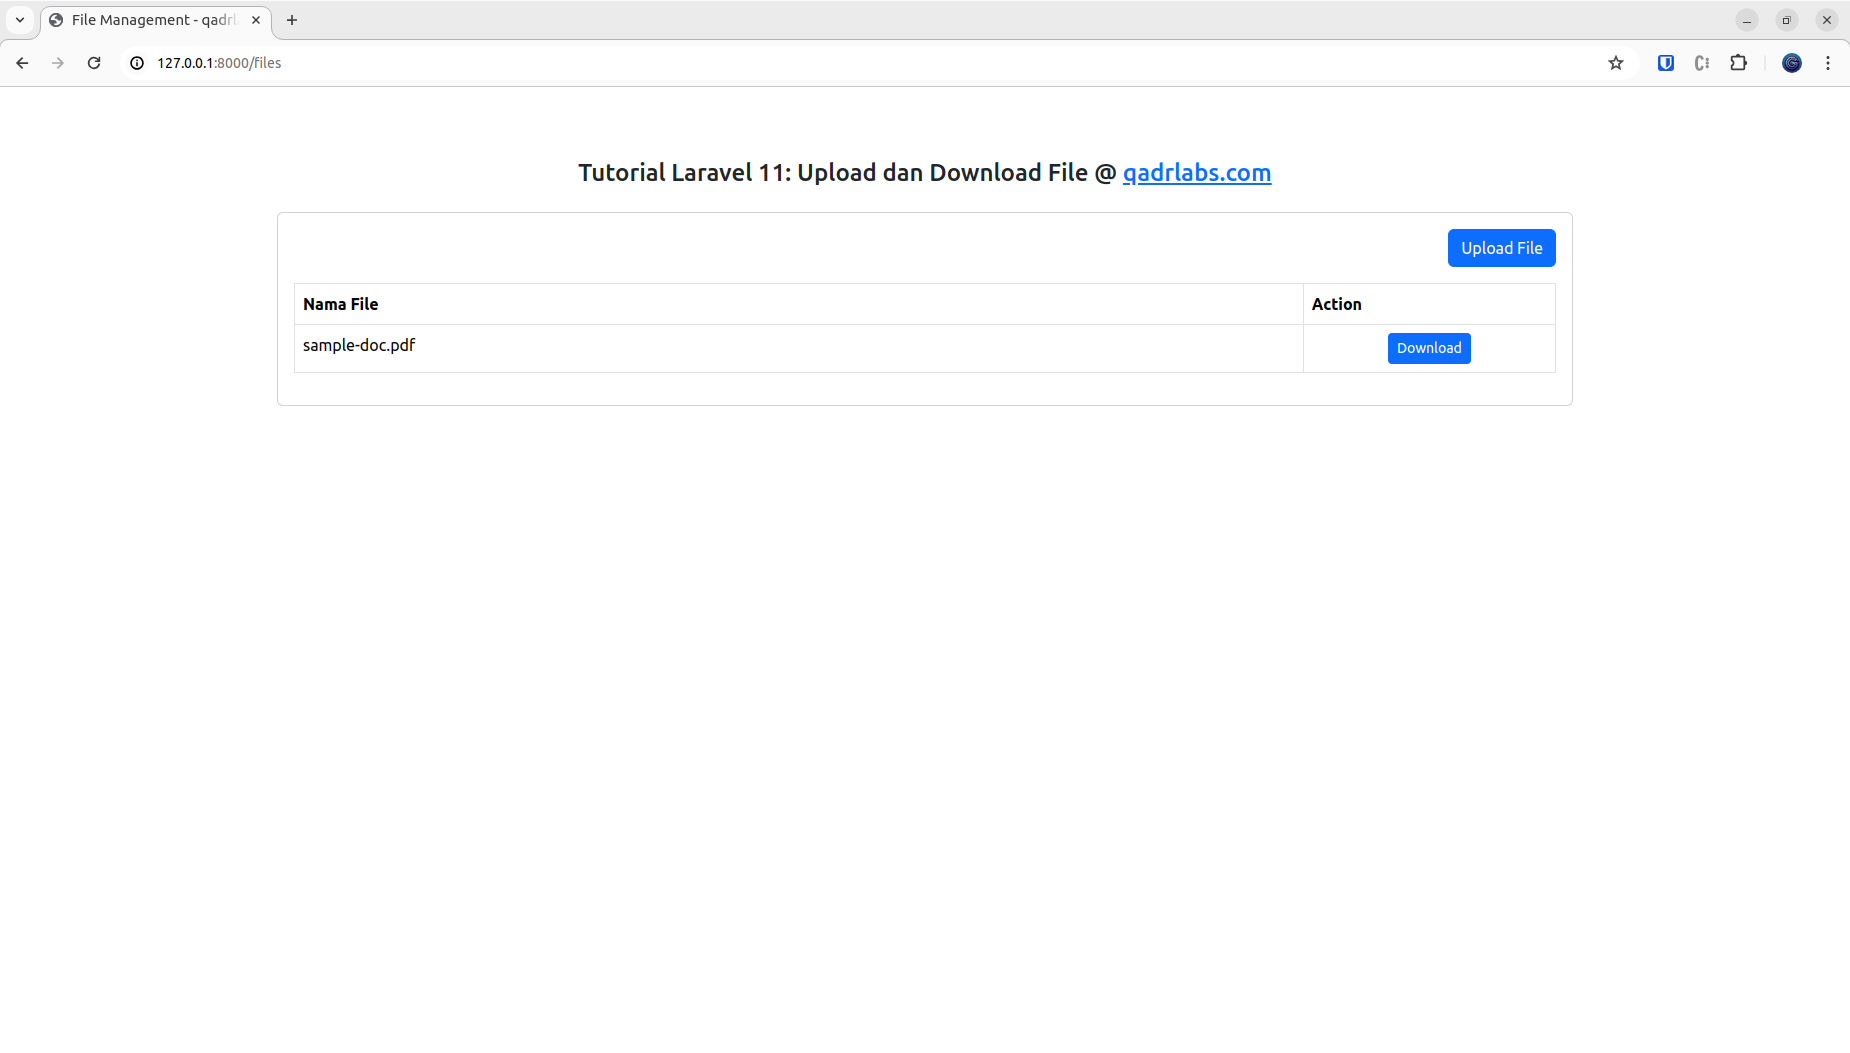 File Management - qadrl
127.0.0.1:8000/files
Tutorial Laravel 11: Upload dan Download File @ qadrlabs.com
Upload File
Nama File Action
sample-doc.pdf Download